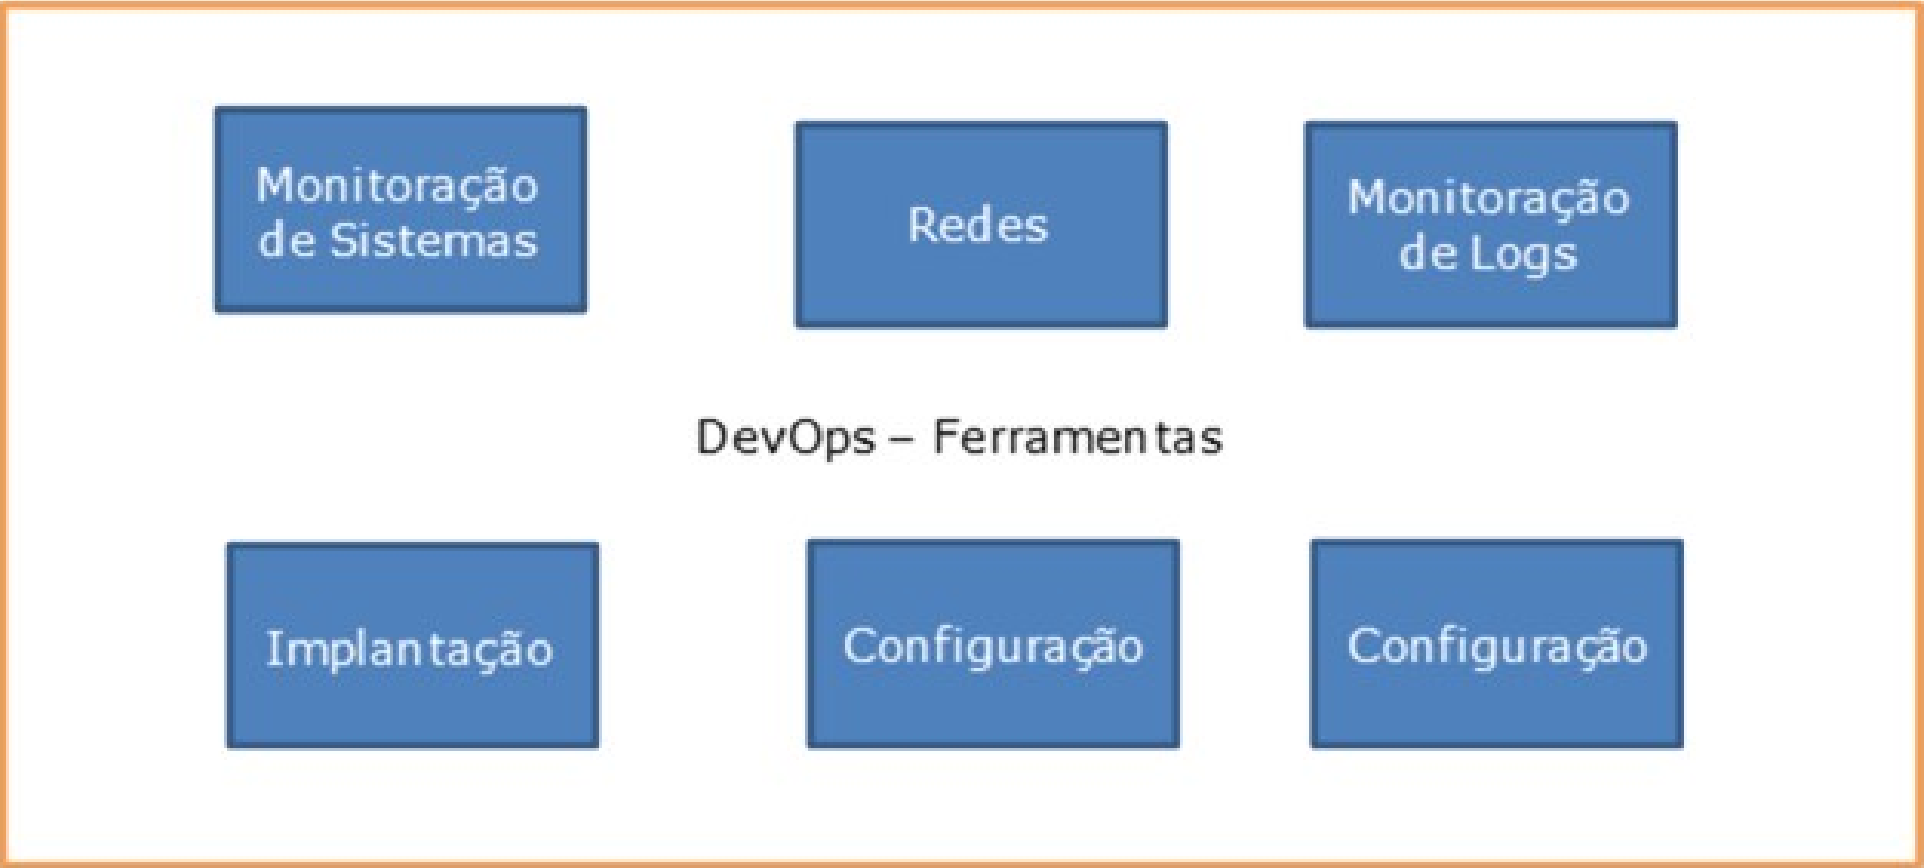 Monitoração
de Sistemas
Redes
Monitoração
de Logs
DevOps – Ferramentas
Implantação
Configuração
Configuração